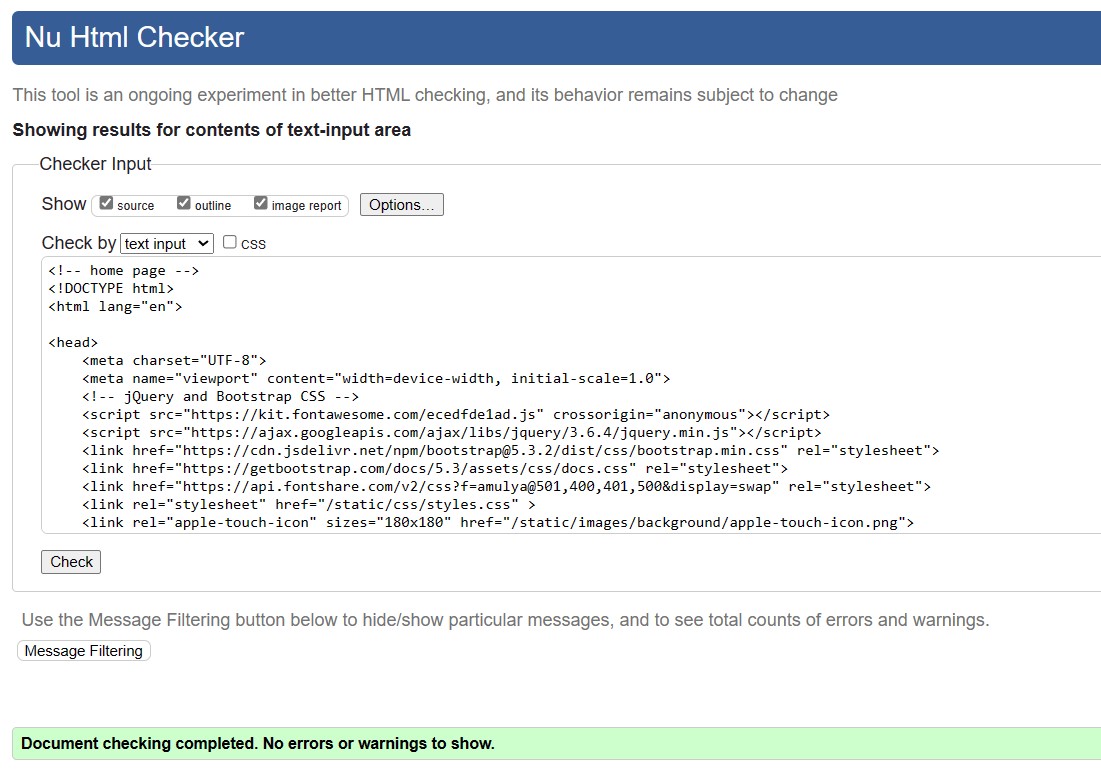 Nu Html Checker
This tool is an ongoing experiment in better HTML checking, and its behavior remains subject to change
Showing results for contents of text-input area
Checker Input
Show source outline image report Options...
Check by text input CSS
<!-- home page -->
<!DOCTYPE html>
<html lang="en">
<head>
    <meta charset="UTF-8">
    <meta name="viewport" content="width=device-width, initial-scale=1.0">
    <!-- jQuery and Bootstrap CSS -->
    <script src="https://kit.fontawesome.com/ecedfde1ad.js" crossorigin="anonymous"></script>
    <script src="https://ajax.googleapis.com/ajax/libs/jquery/3.6.4/jquery.min.js"></script>
    <link href="https://cdn.jsdelivr.net/npm/bootstrap@5.3.2/dist/css/bootstrap.min.css" rel="stylesheet">
    <link href="https://getbootstrap.com/docs/5.3/assets/css/docs.css" rel="stylesheet">
    <link href="https://api.fontshare.com/v2/css?f=amulya@501,400,401,500&display=swap" rel="stylesheet">
    <link rel="stylesheet" href="/static/css/styles.css" >
    <link rel="apple-touch-icon" sizes="180x180" href="/static/images/background/apple-touch-icon.png">
Check
Use the Message Filtering button below to hide/show particular messages, and to see total counts of errors and warnings.
Message Filtering
Document checking completed. No errors or warnings to show.